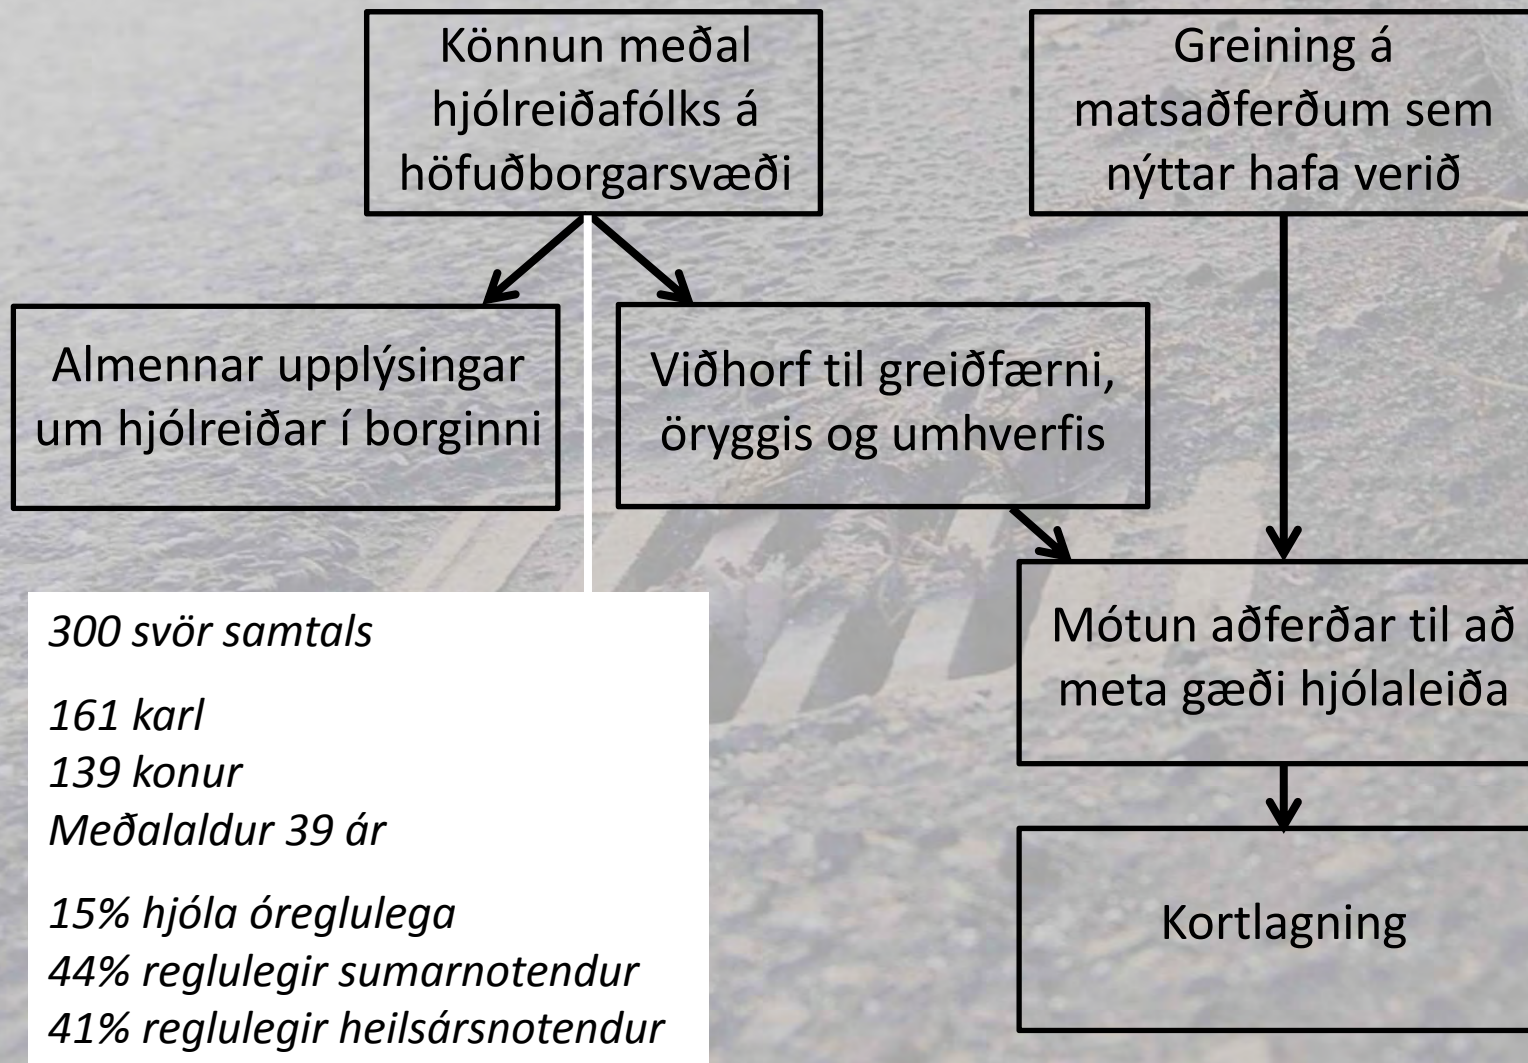 Könnun meðal
hjólreiðafólks á
höfuðborgarsvæði
Greining á
matsaðferðum sem
nýttar hafa verið
Almennar upplýsingar
um hjólreiðar í borginni
Viðhorf til greiðfærni,
öryggis og umhverfis
Mótun aðferðar til að
meta gæði hjólaleiða
Kortlagning
300 svör samtals
161 karl
139 konur
Meðalaldur 39 ár
15% hjóla óreglulega
44% reglulegir sumarnotendur
41% reglulegir heilsársnotendur